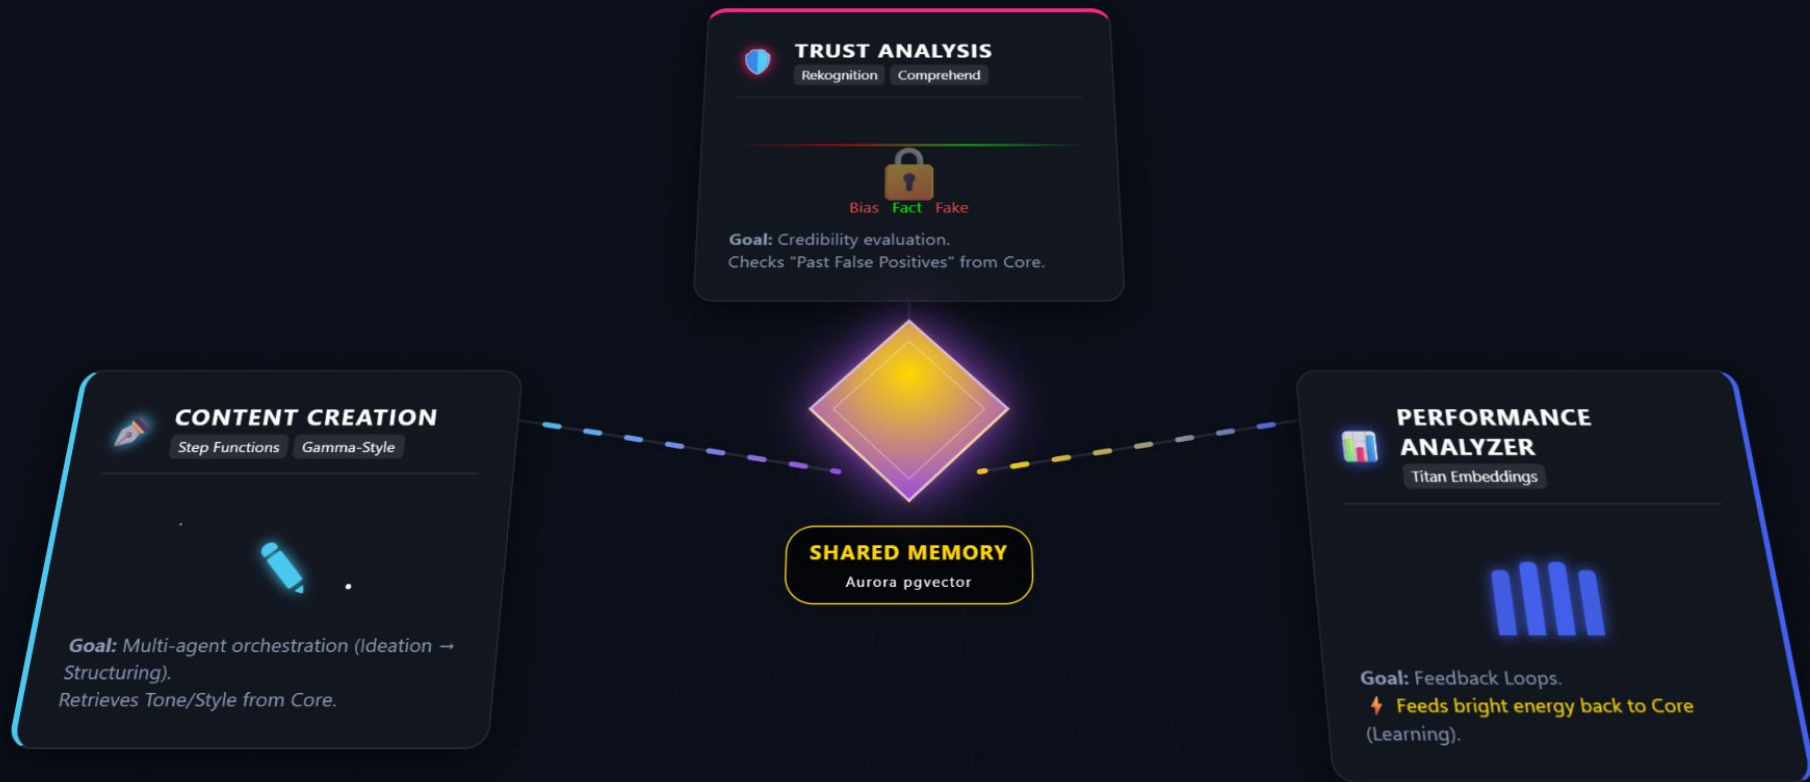 TRUST ANALYSIS
Rekognition Comprehend
Bias Fact Fake
Goal: Credibility evaluation.
Checks "Past False Positives" from Core.
CONTENT CREATION
Step Functions Gamma-Style
Goal: Multi-agent orchestration (Ideation →
Structuring).
Retrieves Tone/Style from Core.
SHARED MEMORY
Aurora pgvector
PERFORMANCE
ANALYZER
Titan Embeddings
Goal: Feedback Loops.
⚡ Feeds bright energy back to Core
(Learning).